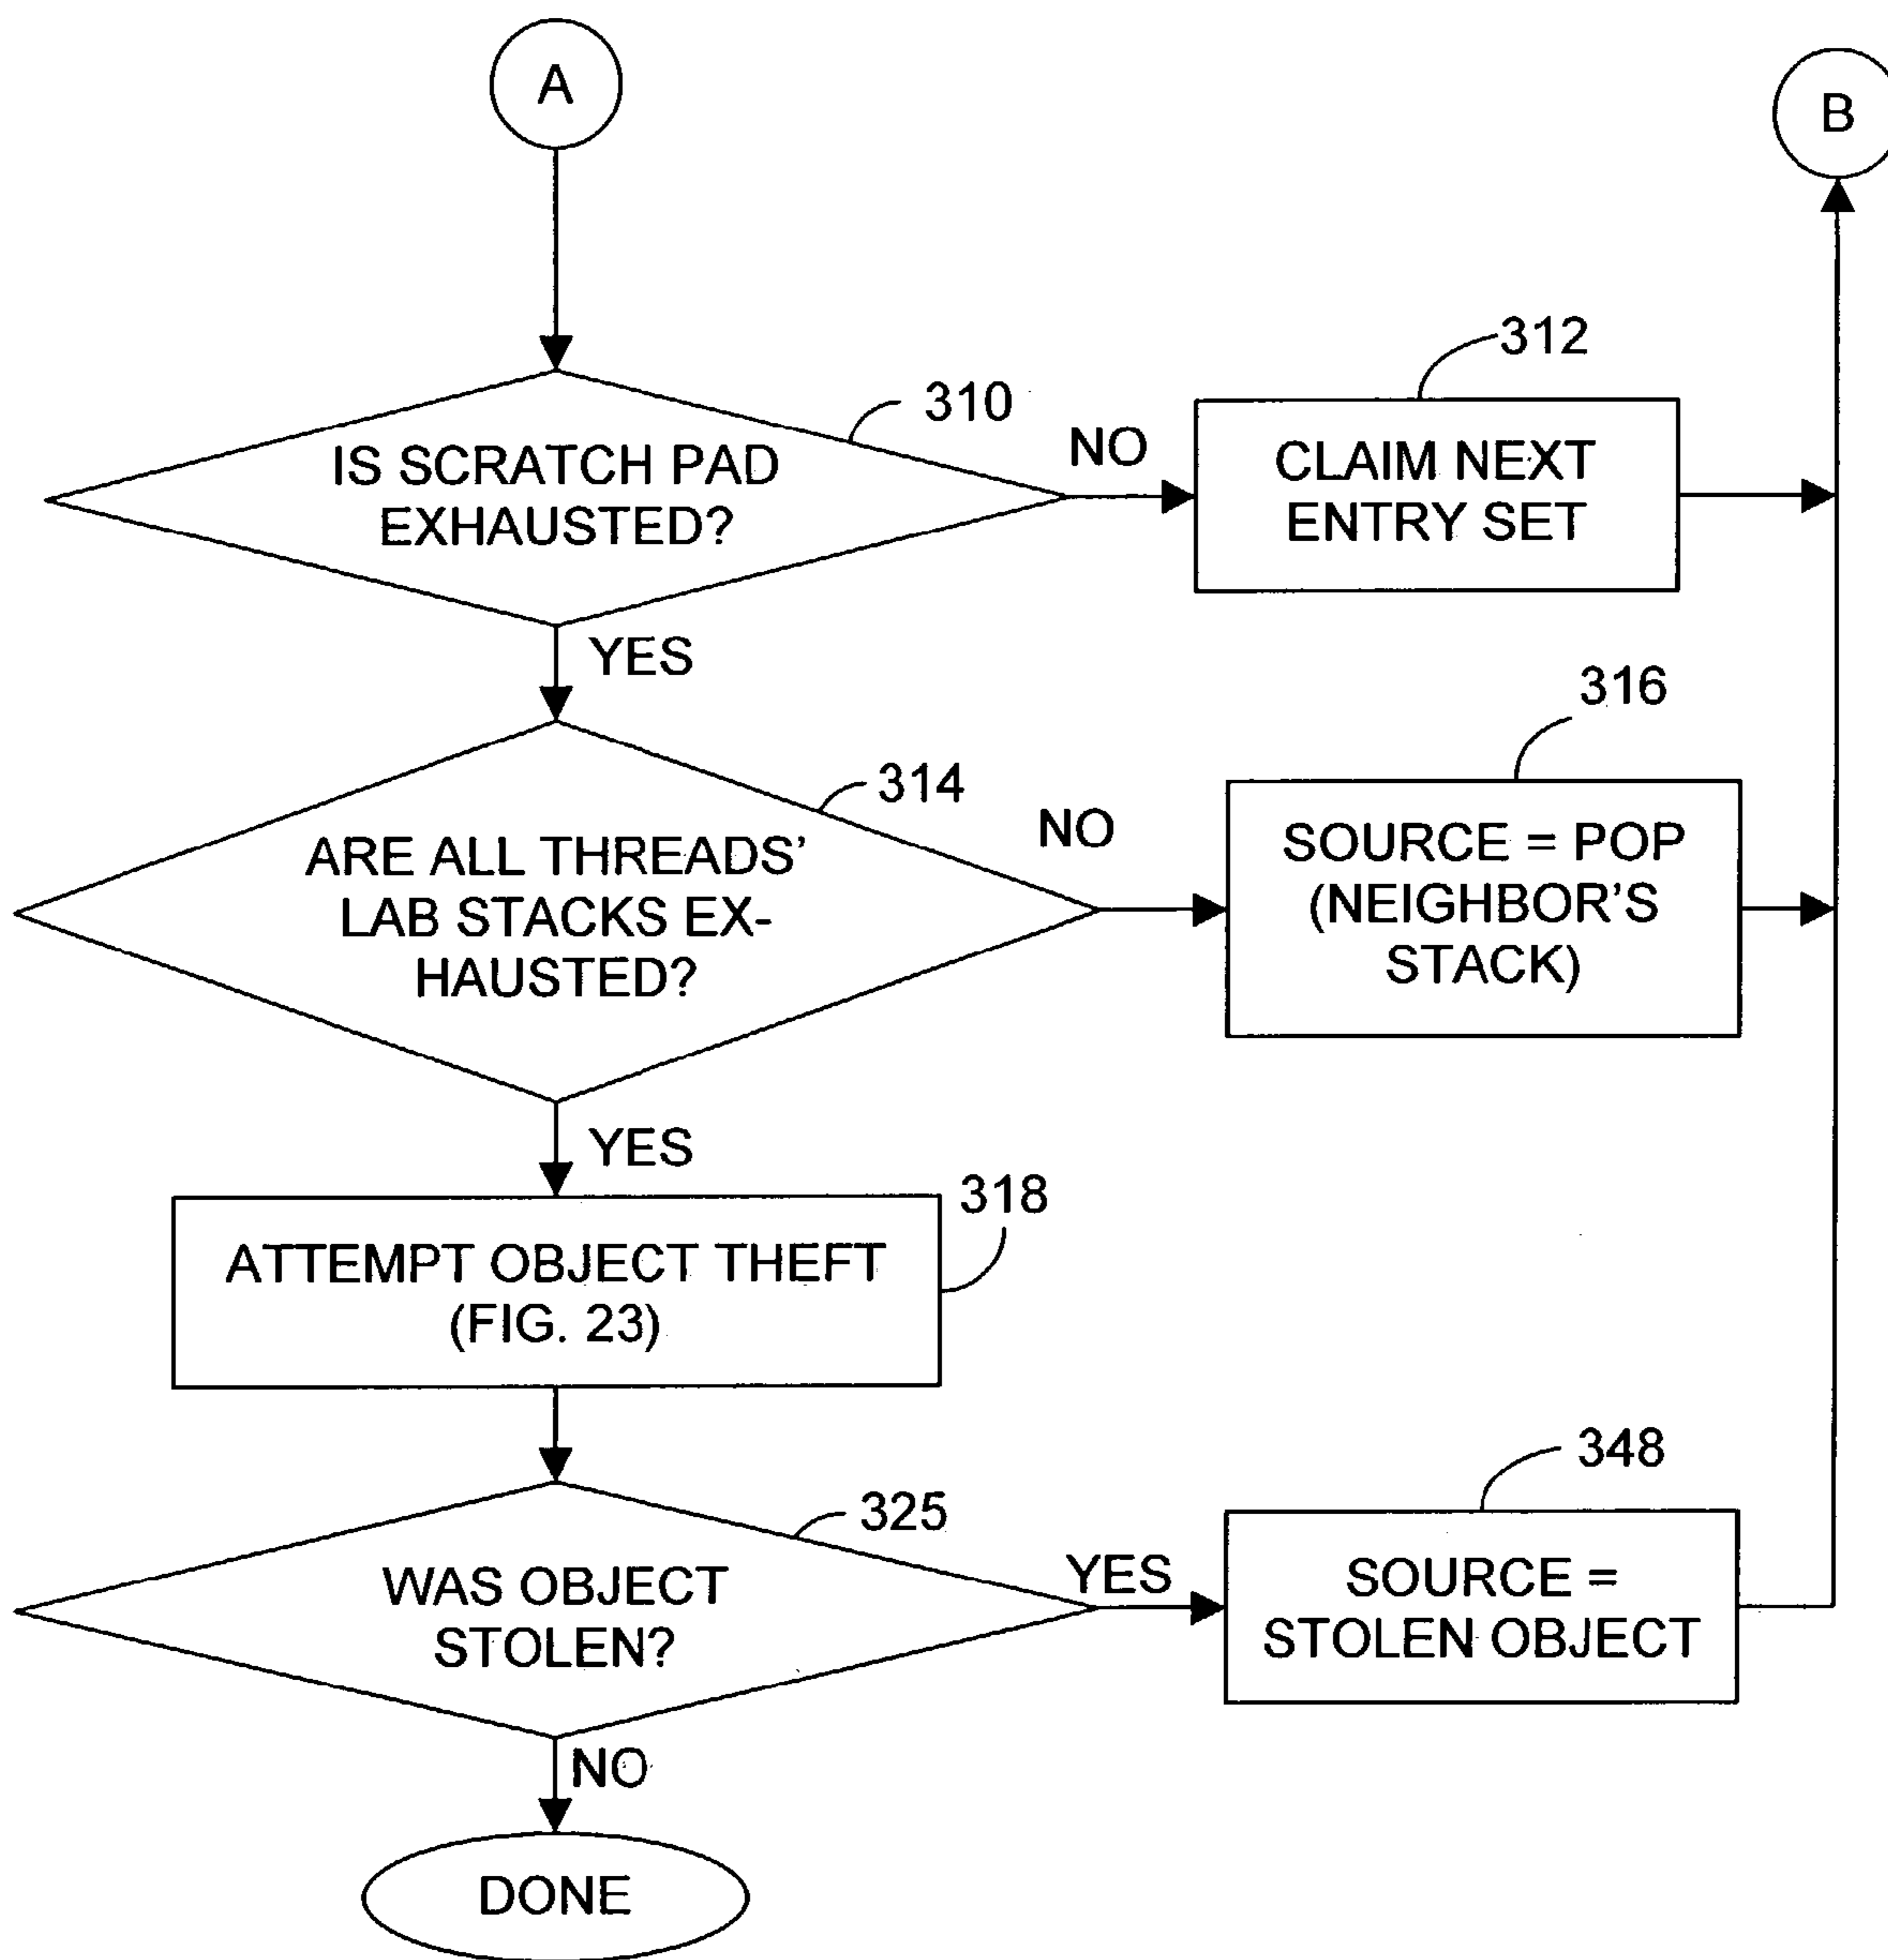 A
B
310
IS SCRATCH PAD
EXHAUSTED?
NO
312
CLAIM NEXT
ENTRY SET
YES
314
ARE ALL THREADS'
LAB STACKS EX-
HAUSTED?
NO
316
SOURCE = POP
(NEIGHBOR'S
STACK)
YES
318
ATTEMPT OBJECT THEFT
(FIG. 23)
325
WAS OBJECT
STOLEN?
YES
348
SOURCE =
STOLEN OBJECT
NO
DONE